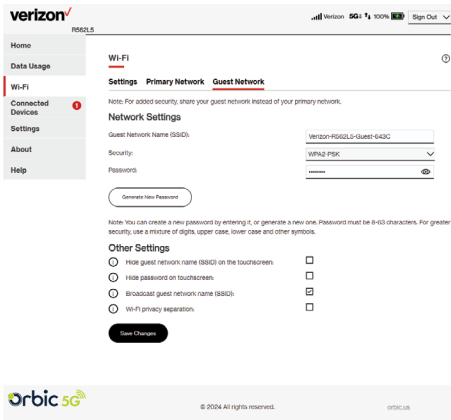 verizon✓
Verizon 5G 100% Sign Out
R562L5
Home
Data Usage
Wi-Fi
Connected Devices 1
Settings
About
Help
Wi-Fi
Settings Primary Network Guest Network
Note: For added security, share your guest network instead of your primary network.
Network Settings
Guest Network Name (SSID): Verizon-R562L5-Guest-643C
Security: WPA2-PSK
Password: ••••••••
Generate New Password
Note: You can create a new password by entering it, or generate a new one. Password must be 8-63 characters. For greater
security, use a mixture of digits, upper case, lower case and other symbols.
Other Settings
Hide guest network name (SSID) on the touchscreen:
Hide password on touchscreen:
Broadcast guest network name (SSID):
Wi-Fi privacy separation:
Save Changes
Orbic 5G
© 2024 All rights reserved.
orbic.us